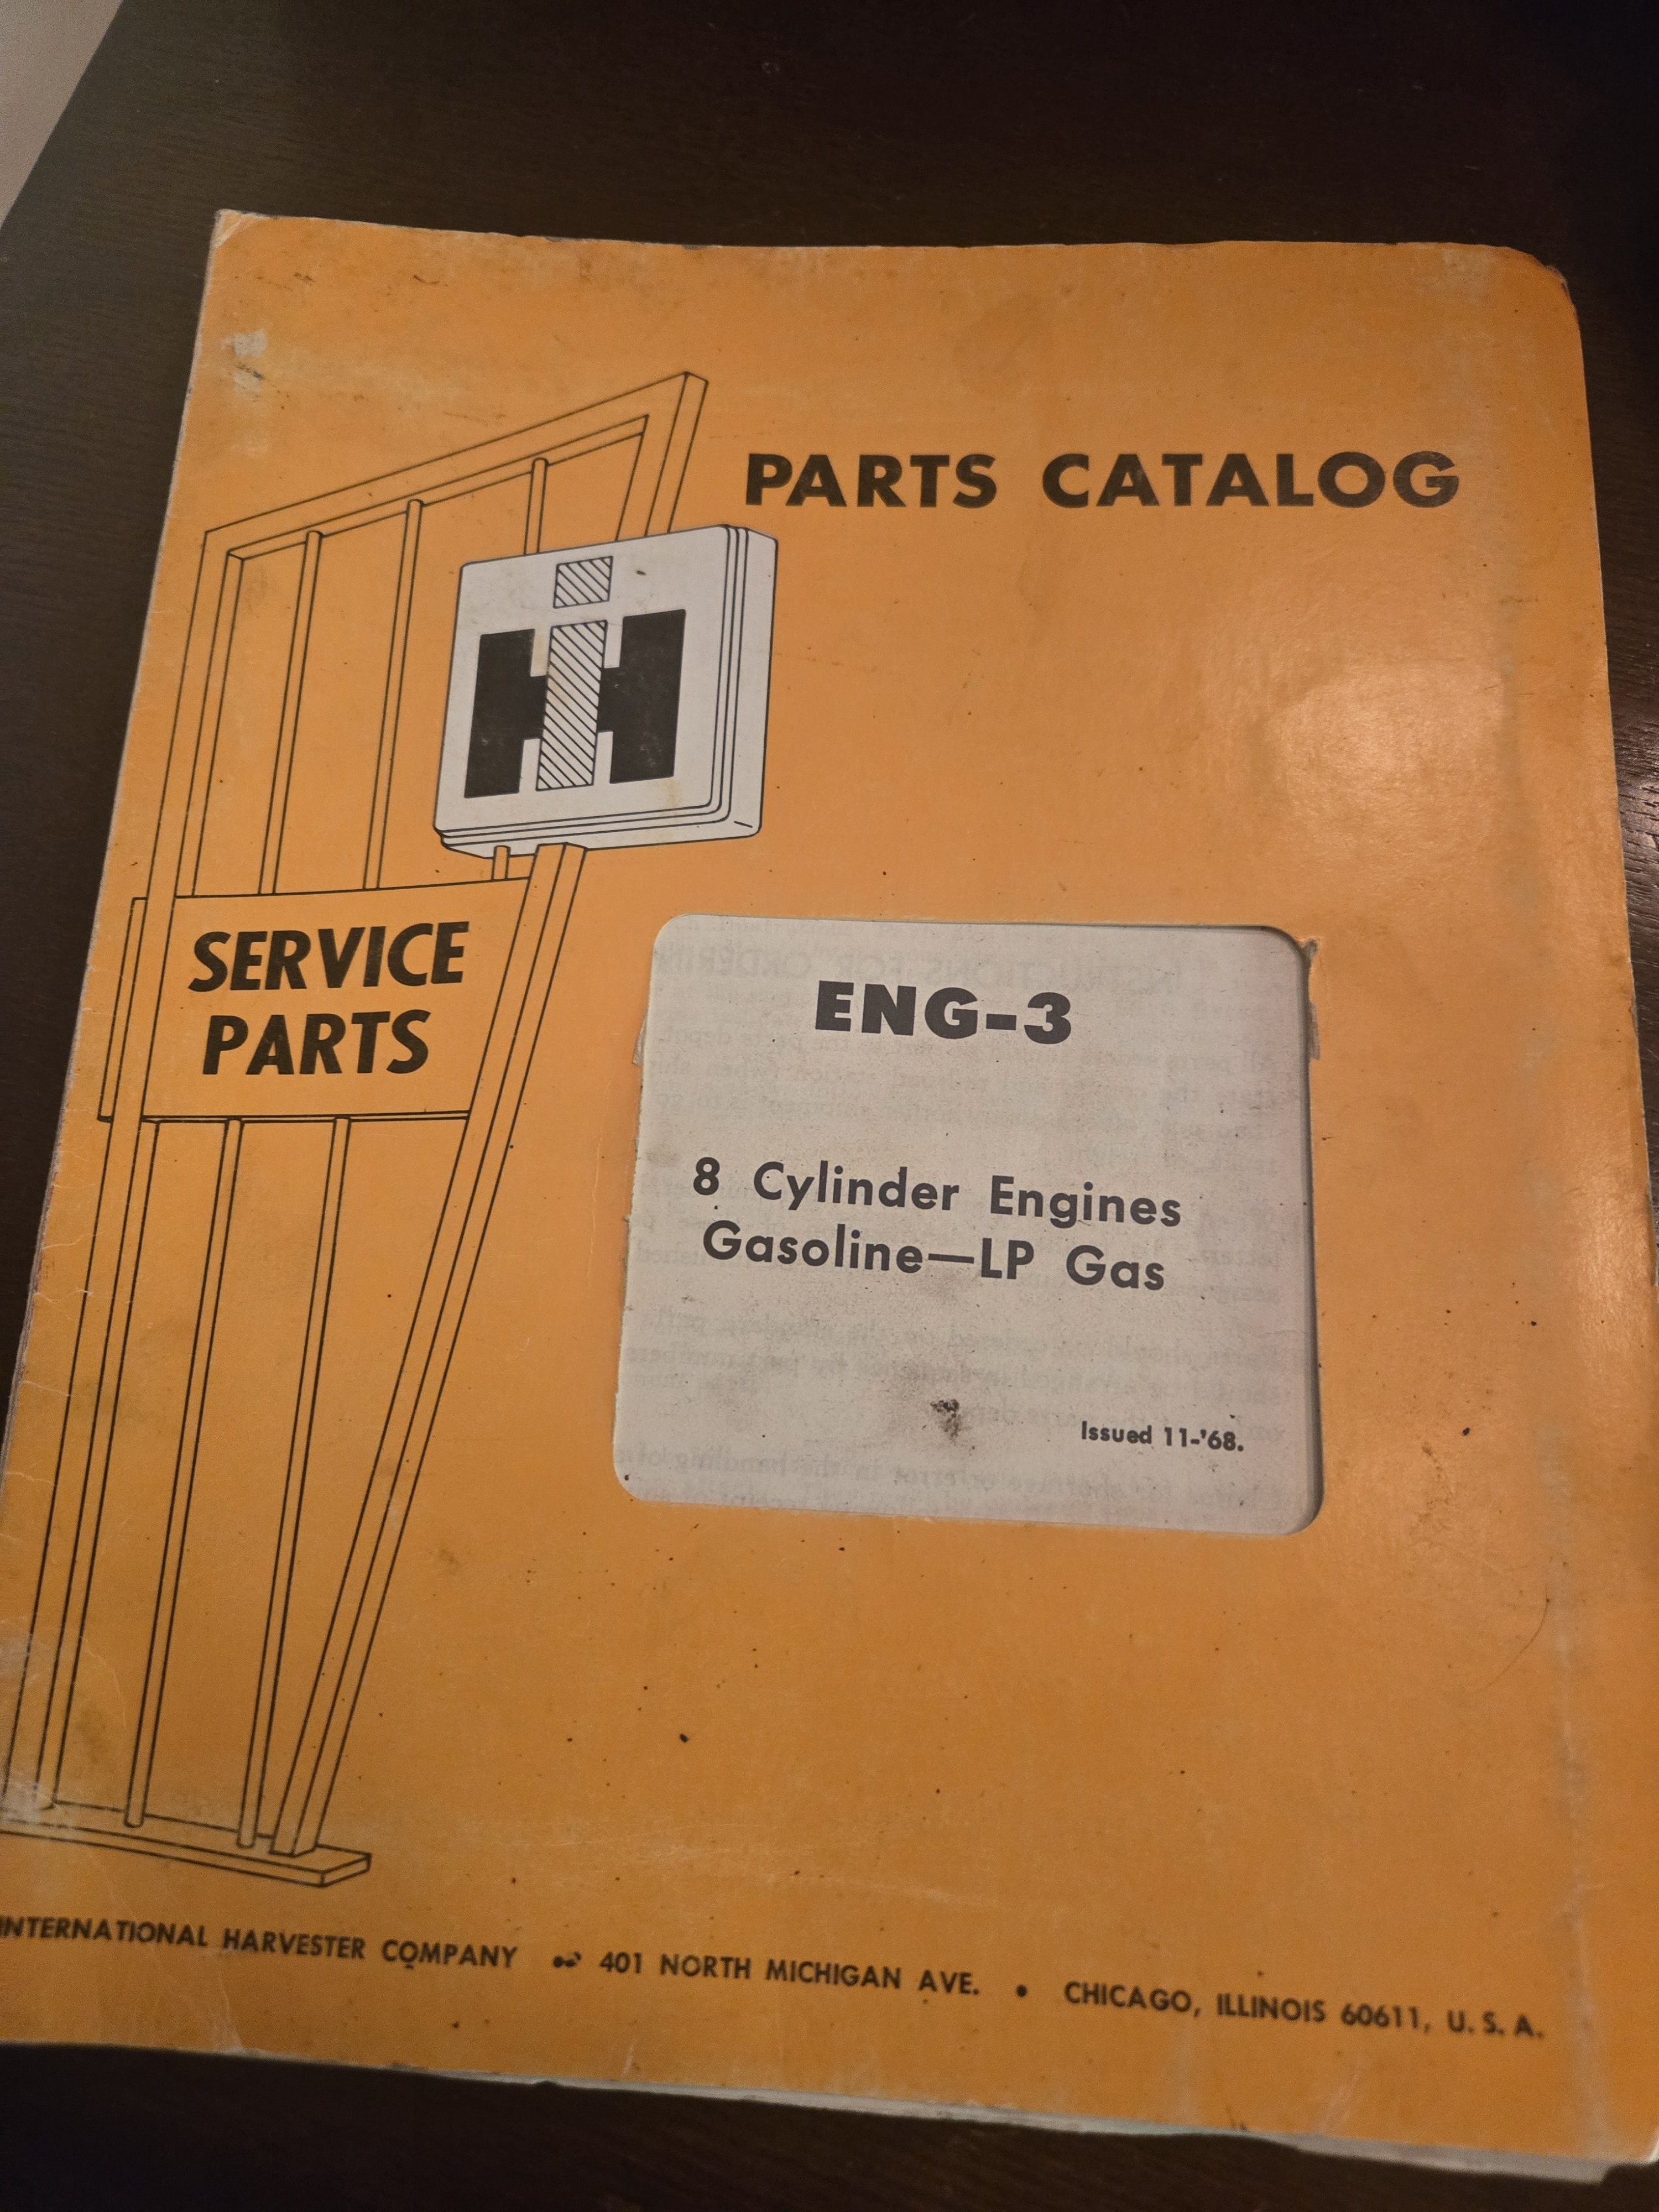 PARTS CATALOG
IH
SERVICE
PARTS
ENG-3
8 Cylinder Engines
Gasoline—LP Gas
Issued 11-'68.
INTERNATIONAL HARVESTER COMPANY • 401 NORTH MICHIGAN AVE. • CHICAGO, ILLINOIS 60611, U.S.A.